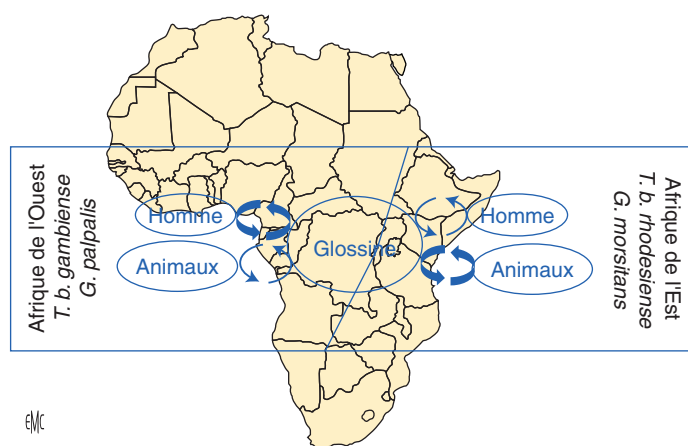 Afrique de l'Ouest
T. b. gambiense
G. palpalis
Homme
Animaux
Glossine
Homme
Animaux
Afrique de l'Est
T. b. rhodesiense
G. morsitans
EMC